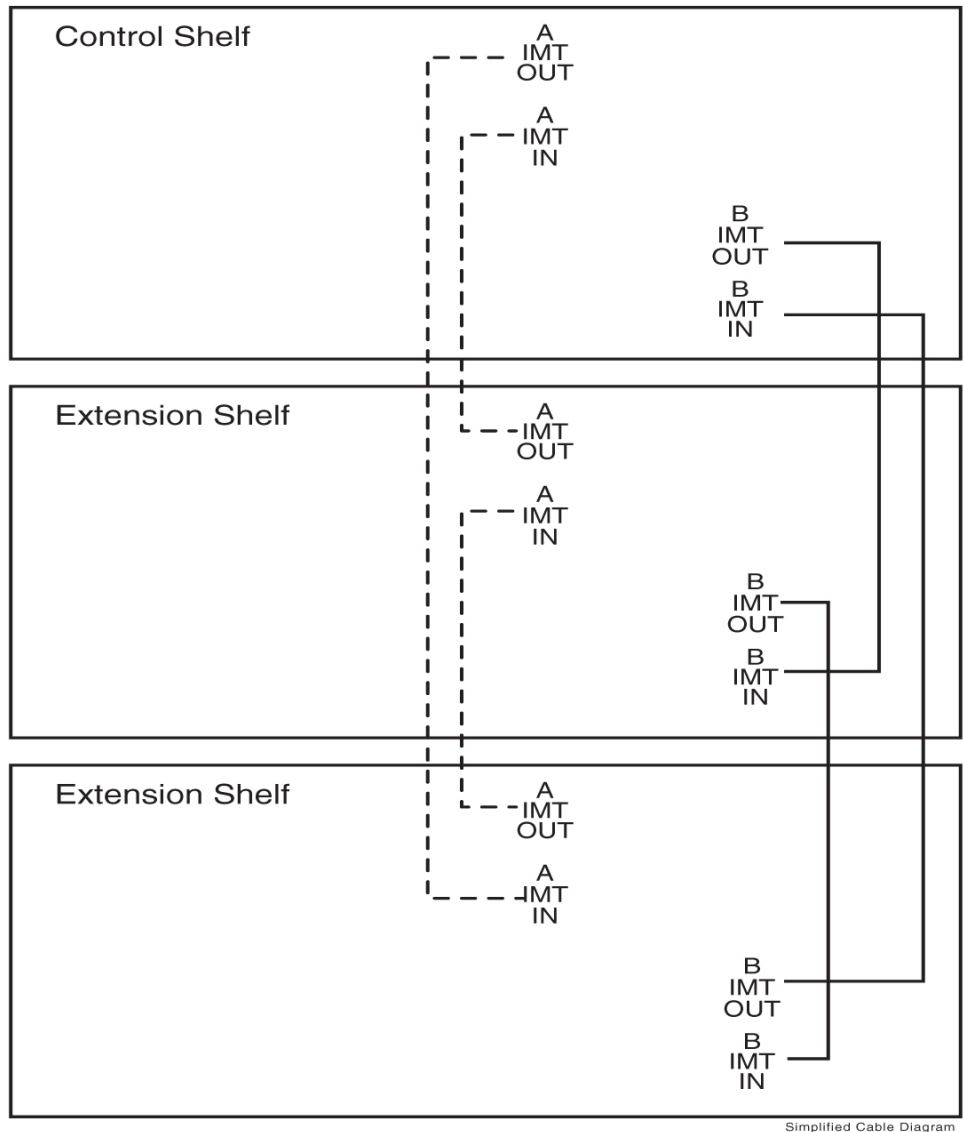 Control Shelf
A
IMT
OUT
A
IMT
IN
B
IMT
OUT
B
IMT
IN
Extension Shelf
A
IMT
OUT
A
IMT
IN
B
IMT
OUT
B
IMT
IN
Extension Shelf
A
IMT
OUT
A
IMT
IN
B
IMT
OUT
B
IMT
IN
Simplified Cable Diagram